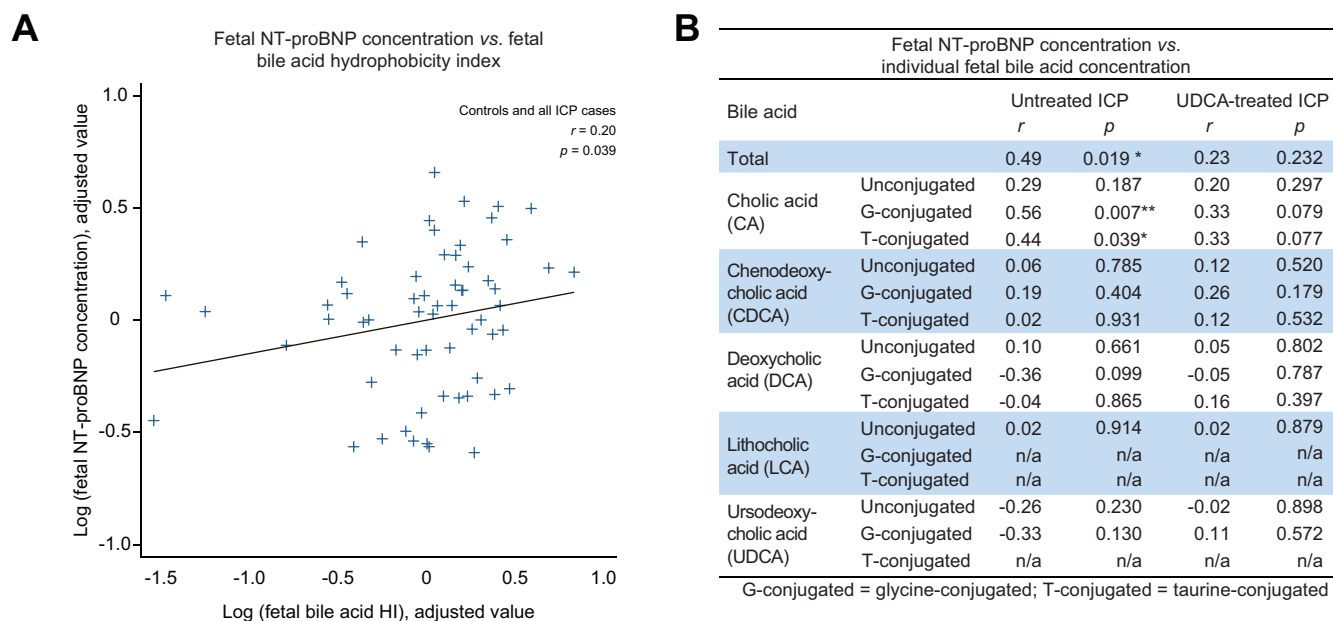 A
Fetal NT-proBNP concentration vs. fetal
bile acid hydrophobicity index
Controls and all ICP cases
r = 0.20
p = 0.039
Log (fetal NT-proBNP concentration), adjusted value
1.0
0.5
0
-0.5
-1.0
-1.5
-1.0
-0.5
0
0.5
1.0
Log (fetal bile acid HI), adjusted value
B
Fetal NT-proBNP concentration vs.
individual fetal bile acid concentration
Bile acid Untreated ICP UDCA-treated ICP
r p r p
Total 0.49 0.019 * 0.23 0.232
Cholic acid
(CA)
Unconjugated 0.29 0.187 0.20 0.297
G-conjugated 0.56 0.007** 0.33 0.079
T-conjugated 0.44 0.039* 0.33 0.077
Chenodeoxy-
cholic acid
(CDCA)
Unconjugated 0.06 0.785 0.12 0.520
G-conjugated 0.19 0.404 0.26 0.179
T-conjugated 0.02 0.931 0.12 0.532
Deoxycholic
acid (DCA)
Unconjugated 0.10 0.661 0.05 0.802
G-conjugated -0.36 0.099 -0.05 0.787
T-conjugated -0.04 0.865 0.16 0.397
Lithocholic
acid (LCA)
Unconjugated 0.02 0.914 0.02 0.879
G-conjugated n/a n/a n/a n/a
T-conjugated n/a n/a n/a n/a
Ursodeoxy-
cholic acid
(UDCA)
Unconjugated -0.26 0.230 -0.02 0.898
G-conjugated -0.33 0.130 0.11 0.572
T-conjugated n/a n/a n/a n/a
G-conjugated = glycine-conjugated; T-conjugated = taurine-conjugated